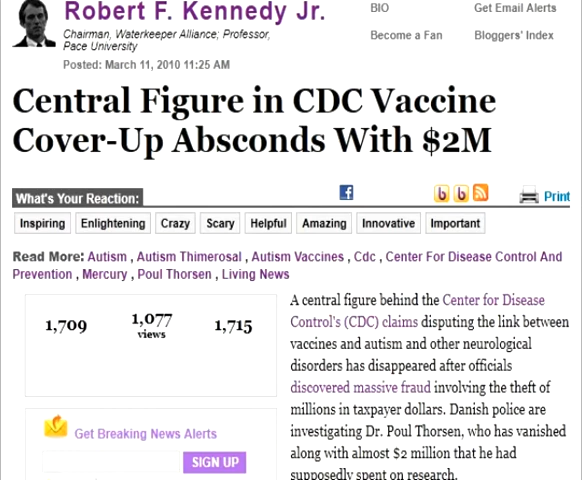 Robert F. Kennedy Jr.
Chairman, Waterkeeper Alliance; Professor,
Pace University
Posted: March 11, 2010 11:25 AM
BIO
Get Email Alerts
Become a Fan
Bloggers' Index
Central Figure in CDC Vaccine
Cover-Up Absconds With $2M
What's Your Reaction:
f
b
b
Print
Inspiring
Enlightening
Crazy
Scary
Helpful
Amazing
Innovative
Important
Read More: Autism , Autism Thimerosal , Autism Vaccines , Cdc , Center For Disease Control And
Prevention , Mercury , Poul Thorsen , Living News
1,709
1,077
views
1,715
Get Breaking News Alerts
SIGN UP
A central figure behind the Center for Disease
Control's (CDC) claims disputing the link between
vaccines and autism and other neurological
disorders has disappeared after officials
discovered massive fraud involving the theft of
millions in taxpayer dollars. Danish police are
investigating Dr. Poul Thorsen, who has vanished
along with almost $2 million that he had
supposedly spent on research.